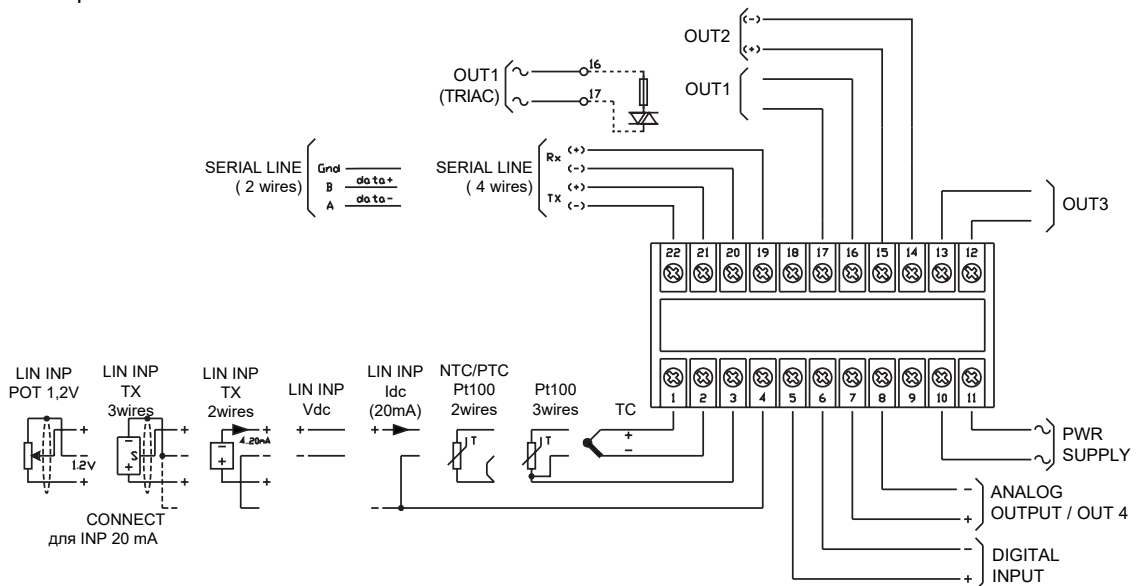 OUT2
(-)
(+)
OUT1
(TRIAC)
16
17
OUT1
SERIAL LINE
( 2 wires)
Gnd
B data+
A data-
SERIAL LINE
( 4 wires)
Rx (+)
(-)
TX (+)
(-)
OUT3
22 21 20 19 18 17 16 15 14 13 12
1 2 3 4 5 6 7 8 9 10 11
LIN INP
POT 1,2V
+
-
1.2V
+
LIN INP
TX
3wires
-
S
+
+
-
+
-
CONNECT
для INP 20 mA
LIN INP
TX
2wires
-
+
+
4..20mA
-
+
-
LIN INP
Vdc
+
-
LIN INP
Idc
(20mA)
+
-
NTC/PTC
Pt100
2wires
T
Pt100
3wires
T
TC
+
-
PWR
SUPPLY
-
+
ANALOG
OUTPUT / OUT 4
-
+
DIGITAL
INPUT